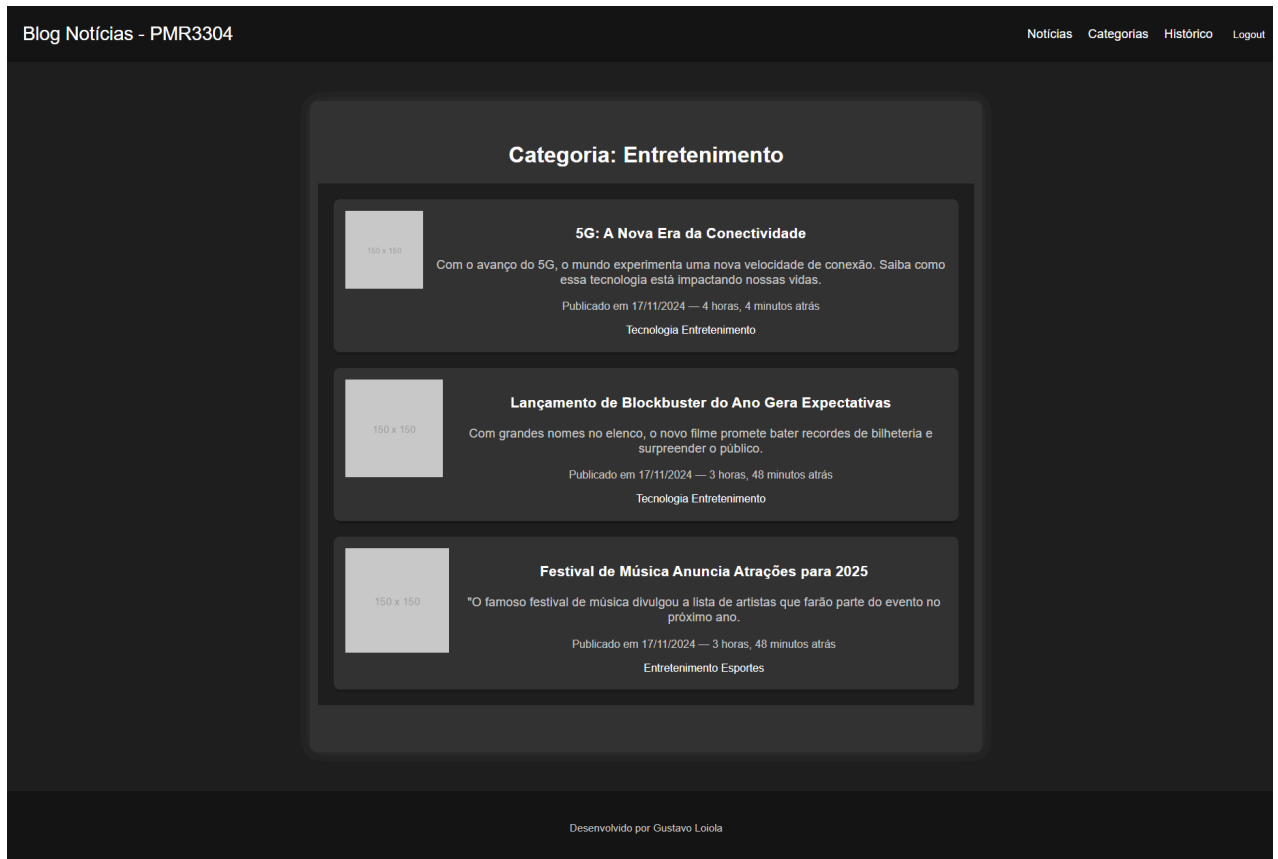 Blog Notícias - PMR3304
Notícias Categorias Histórico Logout
Categoria: Entretenimento
150 x 150
5G: A Nova Era da Conectividade
Com o avanço do 5G, o mundo experimenta uma nova velocidade de conexão. Saiba como
essa tecnologia está impactando nossas vidas.
Publicado em 17/11/2024 — 4 horas, 4 minutos atrás
Tecnologia Entretenimento
150 x 150
Lançamento de Blockbuster do Ano Gera Expectativas
Com grandes nomes no elenco, o novo filme promete bater recordes de bilheteria e
surpreender o público.
Publicado em 17/11/2024 — 3 horas, 48 minutos atrás
Tecnologia Entretenimento
150 x 150
Festival de Música Anuncia Atrações para 2025
"O famoso festival de música divulgou a lista de artistas que farão parte do evento no
próximo ano.
Publicado em 17/11/2024 — 3 horas, 48 minutos atrás
Entretenimento Esportes
Desenvolvido por Gustavo Loiola